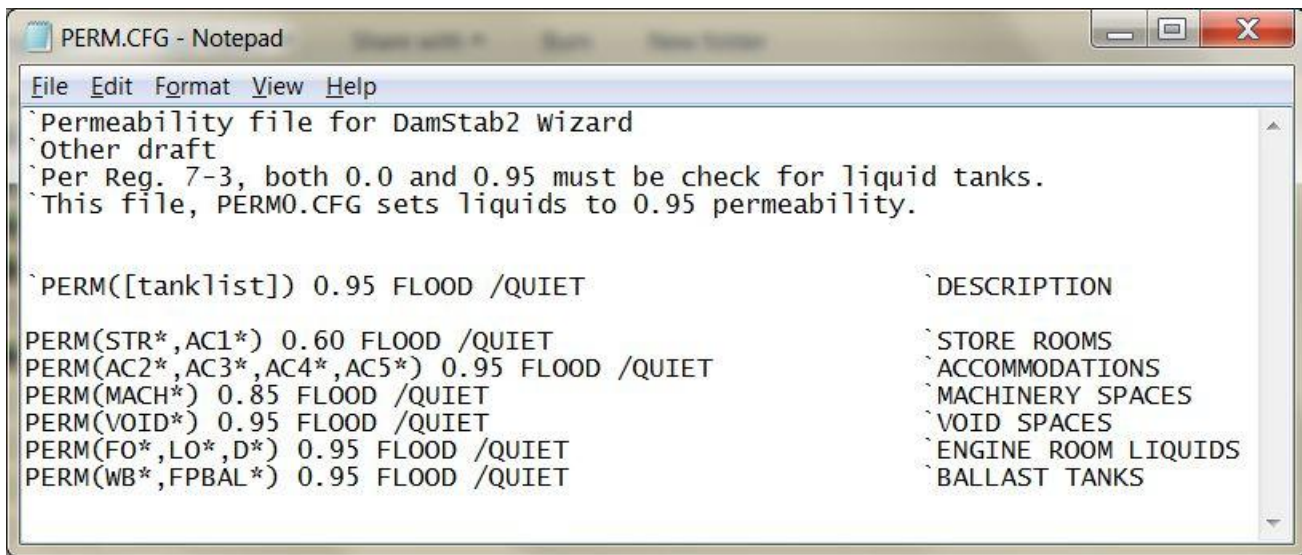 PERM.CFG - Notepad
File Edit Format View Help
`Permeability file for DamStab2 Wizard
`Other draft
`Per Reg. 7-3, both 0.0 and 0.95 must be check for liquid tanks.
`This file, PERM0.CFG sets liquids to 0.95 permeability.
`PERM([tanklist]) 0.95 FLOOD /QUIET `DESCRIPTION
PERM(STR*,AC1*) 0.60 FLOOD /QUIET `STORE ROOMS
PERM(AC2*,AC3*,AC4*,AC5*) 0.95 FLOOD /QUIET `ACCOMMODATIONS
PERM(MACH*) 0.85 FLOOD /QUIET `MACHINERY SPACES
PERM(VOID*) 0.95 FLOOD /QUIET `VOID SPACES
PERM(FO*,LO*,D*) 0.95 FLOOD /QUIET `ENGINE ROOM LIQUIDS
PERM(WB*,FPBAL*) 0.95 FLOOD /QUIET `BALLAST TANKS